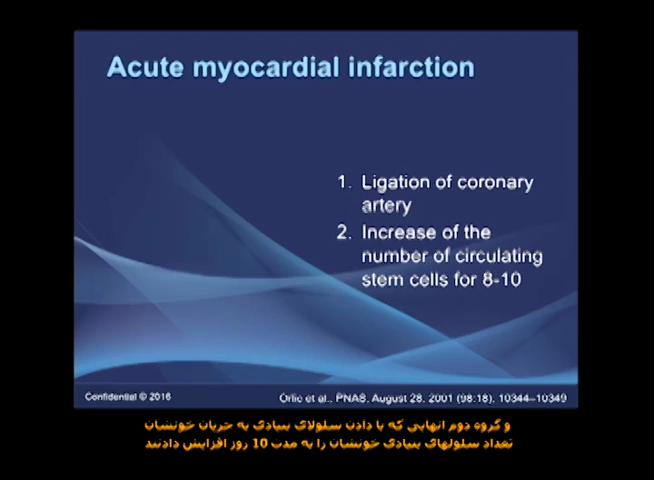 Acute myocardial infarction
1. Ligation of coronary
artery
2. Increase of the
number of circulating
stem cells for 8-10
Confidential © 2016
Orlic et al., PNAS, August 28, 2001 (98:18), 10344–10349
و گروه دوم آنهایی که با دادن سلولای بنیادی به جریان خونشان
تعداد سلولهای بنیادی خونشان را به مدت 10 روز افزایش دادنید